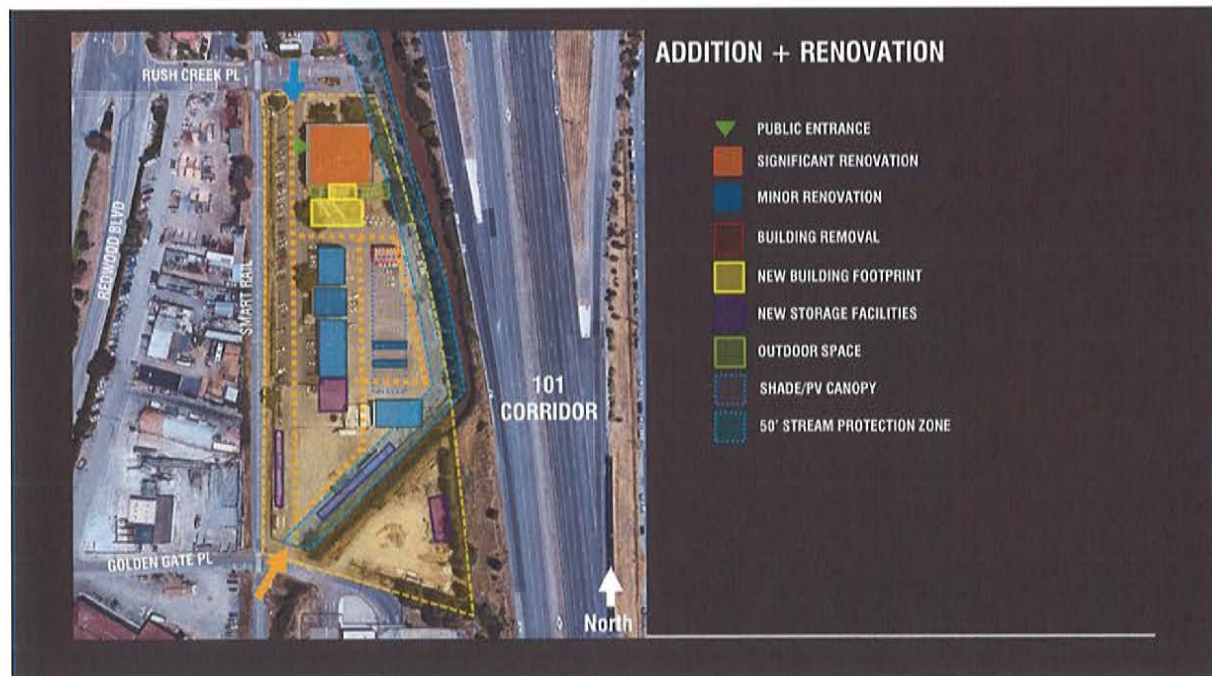 ADDITION + RENOVATION
RUSH CREEK PL
REDWOOD BLVD
SMART RAIL
101
CORRIDOR
GOLDEN GATE PL
North
PUBLIC ENTRANCE
SIGNIFICANT RENOVATION
MINOR RENOVATION
BUILDING REMOVAL
NEW BUILDING FOOTPRINT
NEW STORAGE FACILITIES
OUTDOOR SPACE
SHADE/PV CANOPY
50' STREAM PROTECTION ZONE